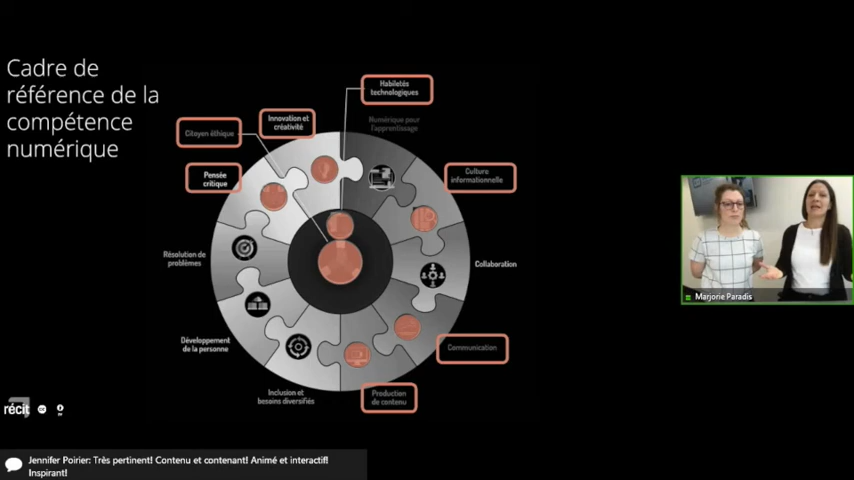 Cadre de
référence de la
compétence
numérique
Habiletés
technologiques
Innovation et
créativité
Numérique pour
l'apprentissage
Citoyen éthique
Pensée
critique
Culture
informationnelle
Résolution de
problèmes
Collaboration
Développement
de la personne
Communication
Inclusion et
besoins diversifiés
Production
de contenu
Marjorie Paradis
récit
Jennifer Poirier: Très pertinent! Contenu et contenant! Animé et interactif!
Inspirant!